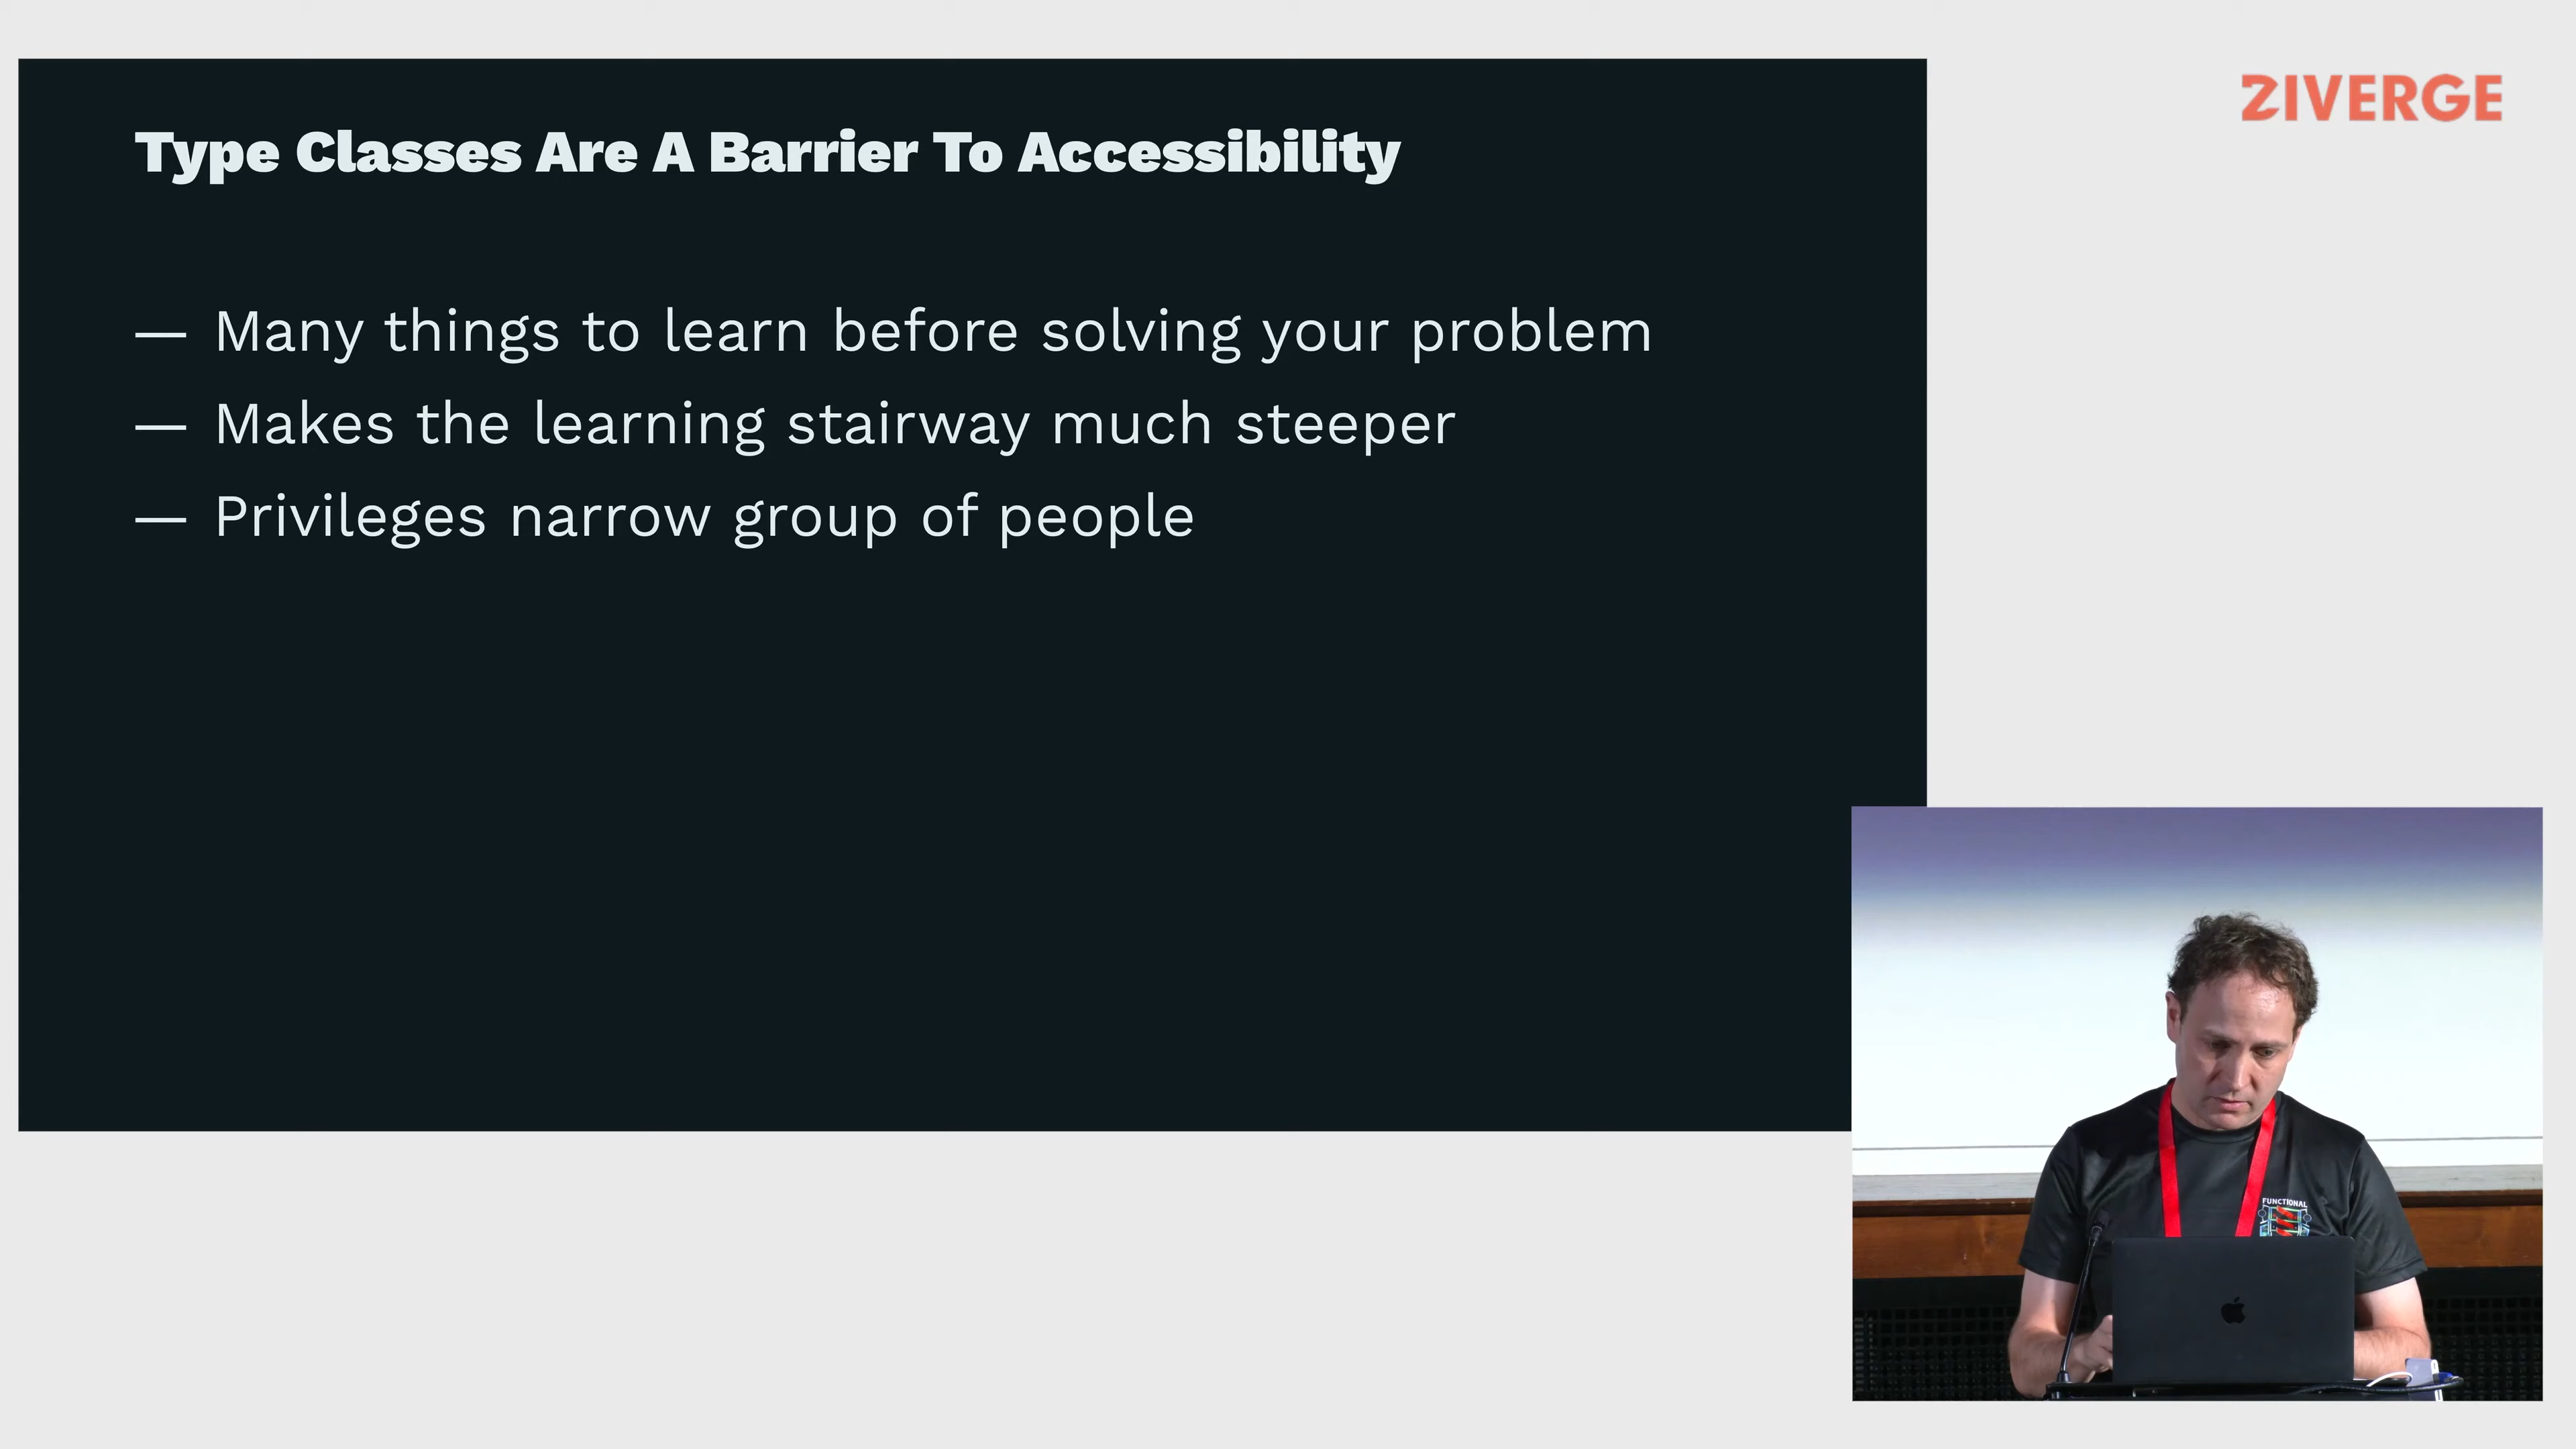 Type Classes Are A Barrier To Accessibility
ZIVERGE
— Many things to learn before solving your problem
— Makes the learning stairway much steeper
— Privileges narrow group of people
FUNCTIONAL